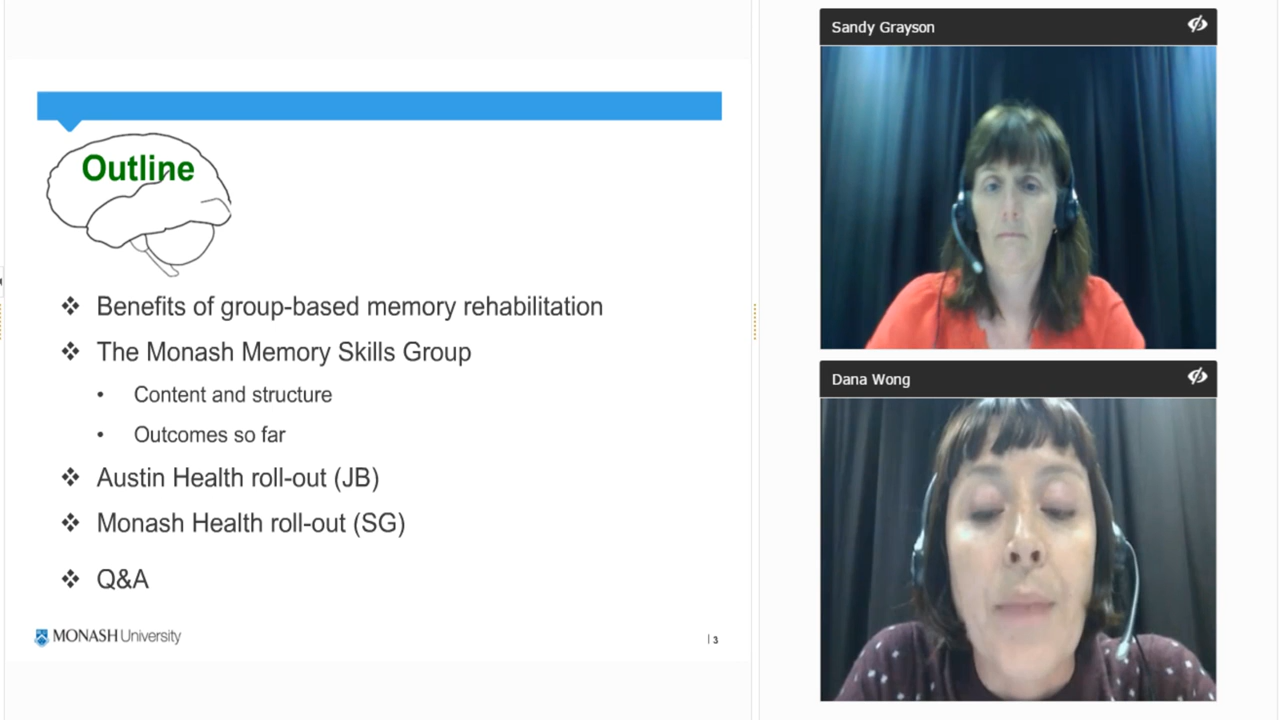 Outline
❖ Benefits of group-based memory rehabilitation
❖ The Monash Memory Skills Group
• Content and structure
• Outcomes so far
❖ Austin Health roll-out (JB)
❖ Monash Health roll-out (SG)
❖ Q&A
MONASH University
| 3
Sandy Grayson
Dana Wong